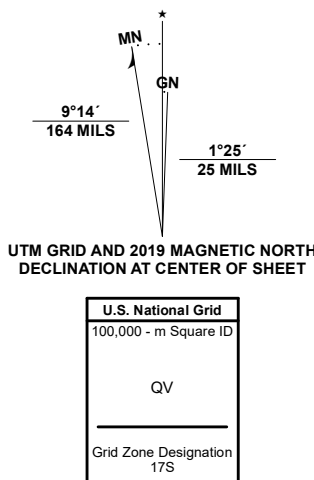 ★
MN
GN
9°14´
164 MILS
1°25´
25 MILS
UTM GRID AND 2019 MAGNETIC NORTH
DECLINATION AT CENTER OF SHEET
U.S. National Grid
100,000 - m Square ID
QV
Grid Zone Designation
17S